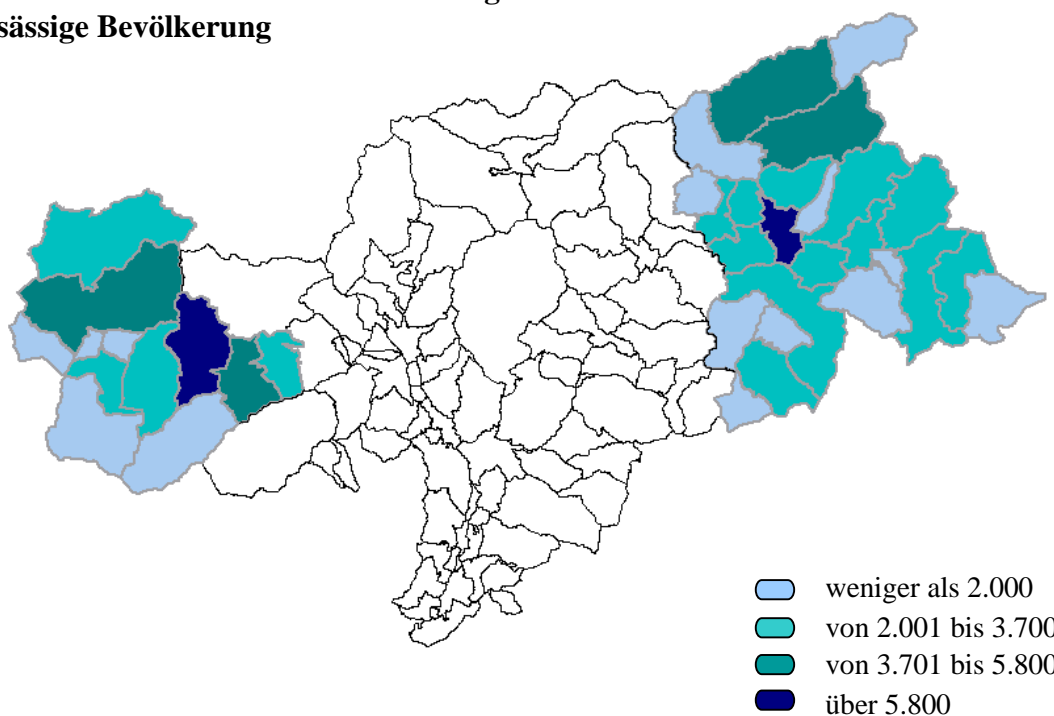 sässige Bevölkerung
weniger als 2.000
von 2.001 bis 3.700
von 3.701 bis 5.800
über 5.800